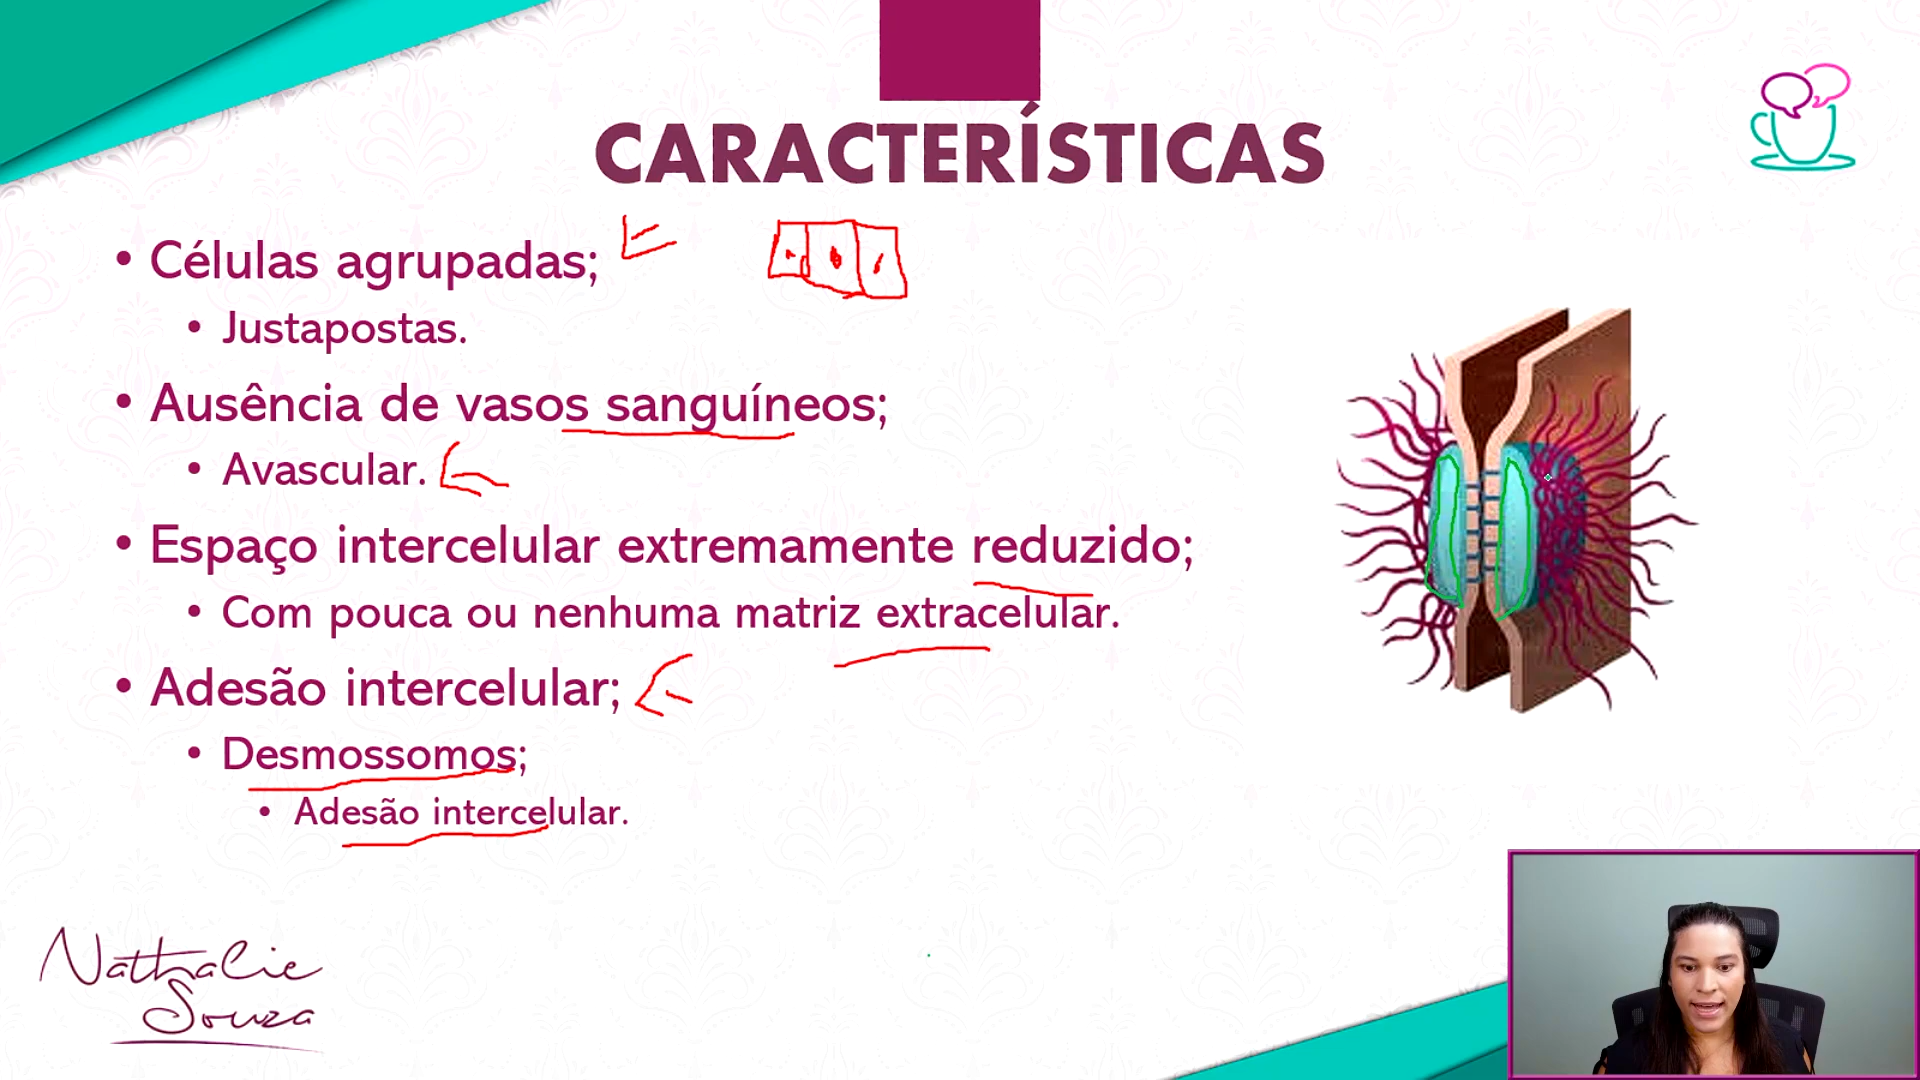 CARACTERÍSTICAS
• Células agrupadas;
• Justapostas.
• Ausência de vasos sanguíneos;
• Avascular.
• Espaço intercelular extremamente reduzido;
• Com pouca ou nenhuma matriz extracelular.
• Adesão intercelular;
• Desmossomos;
• Adesão intercelular.
Nathalie
Souza